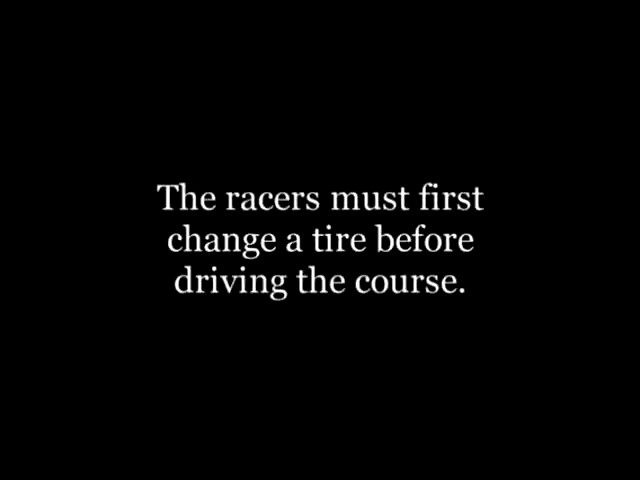 The racers must first
change a tire before
driving the course.